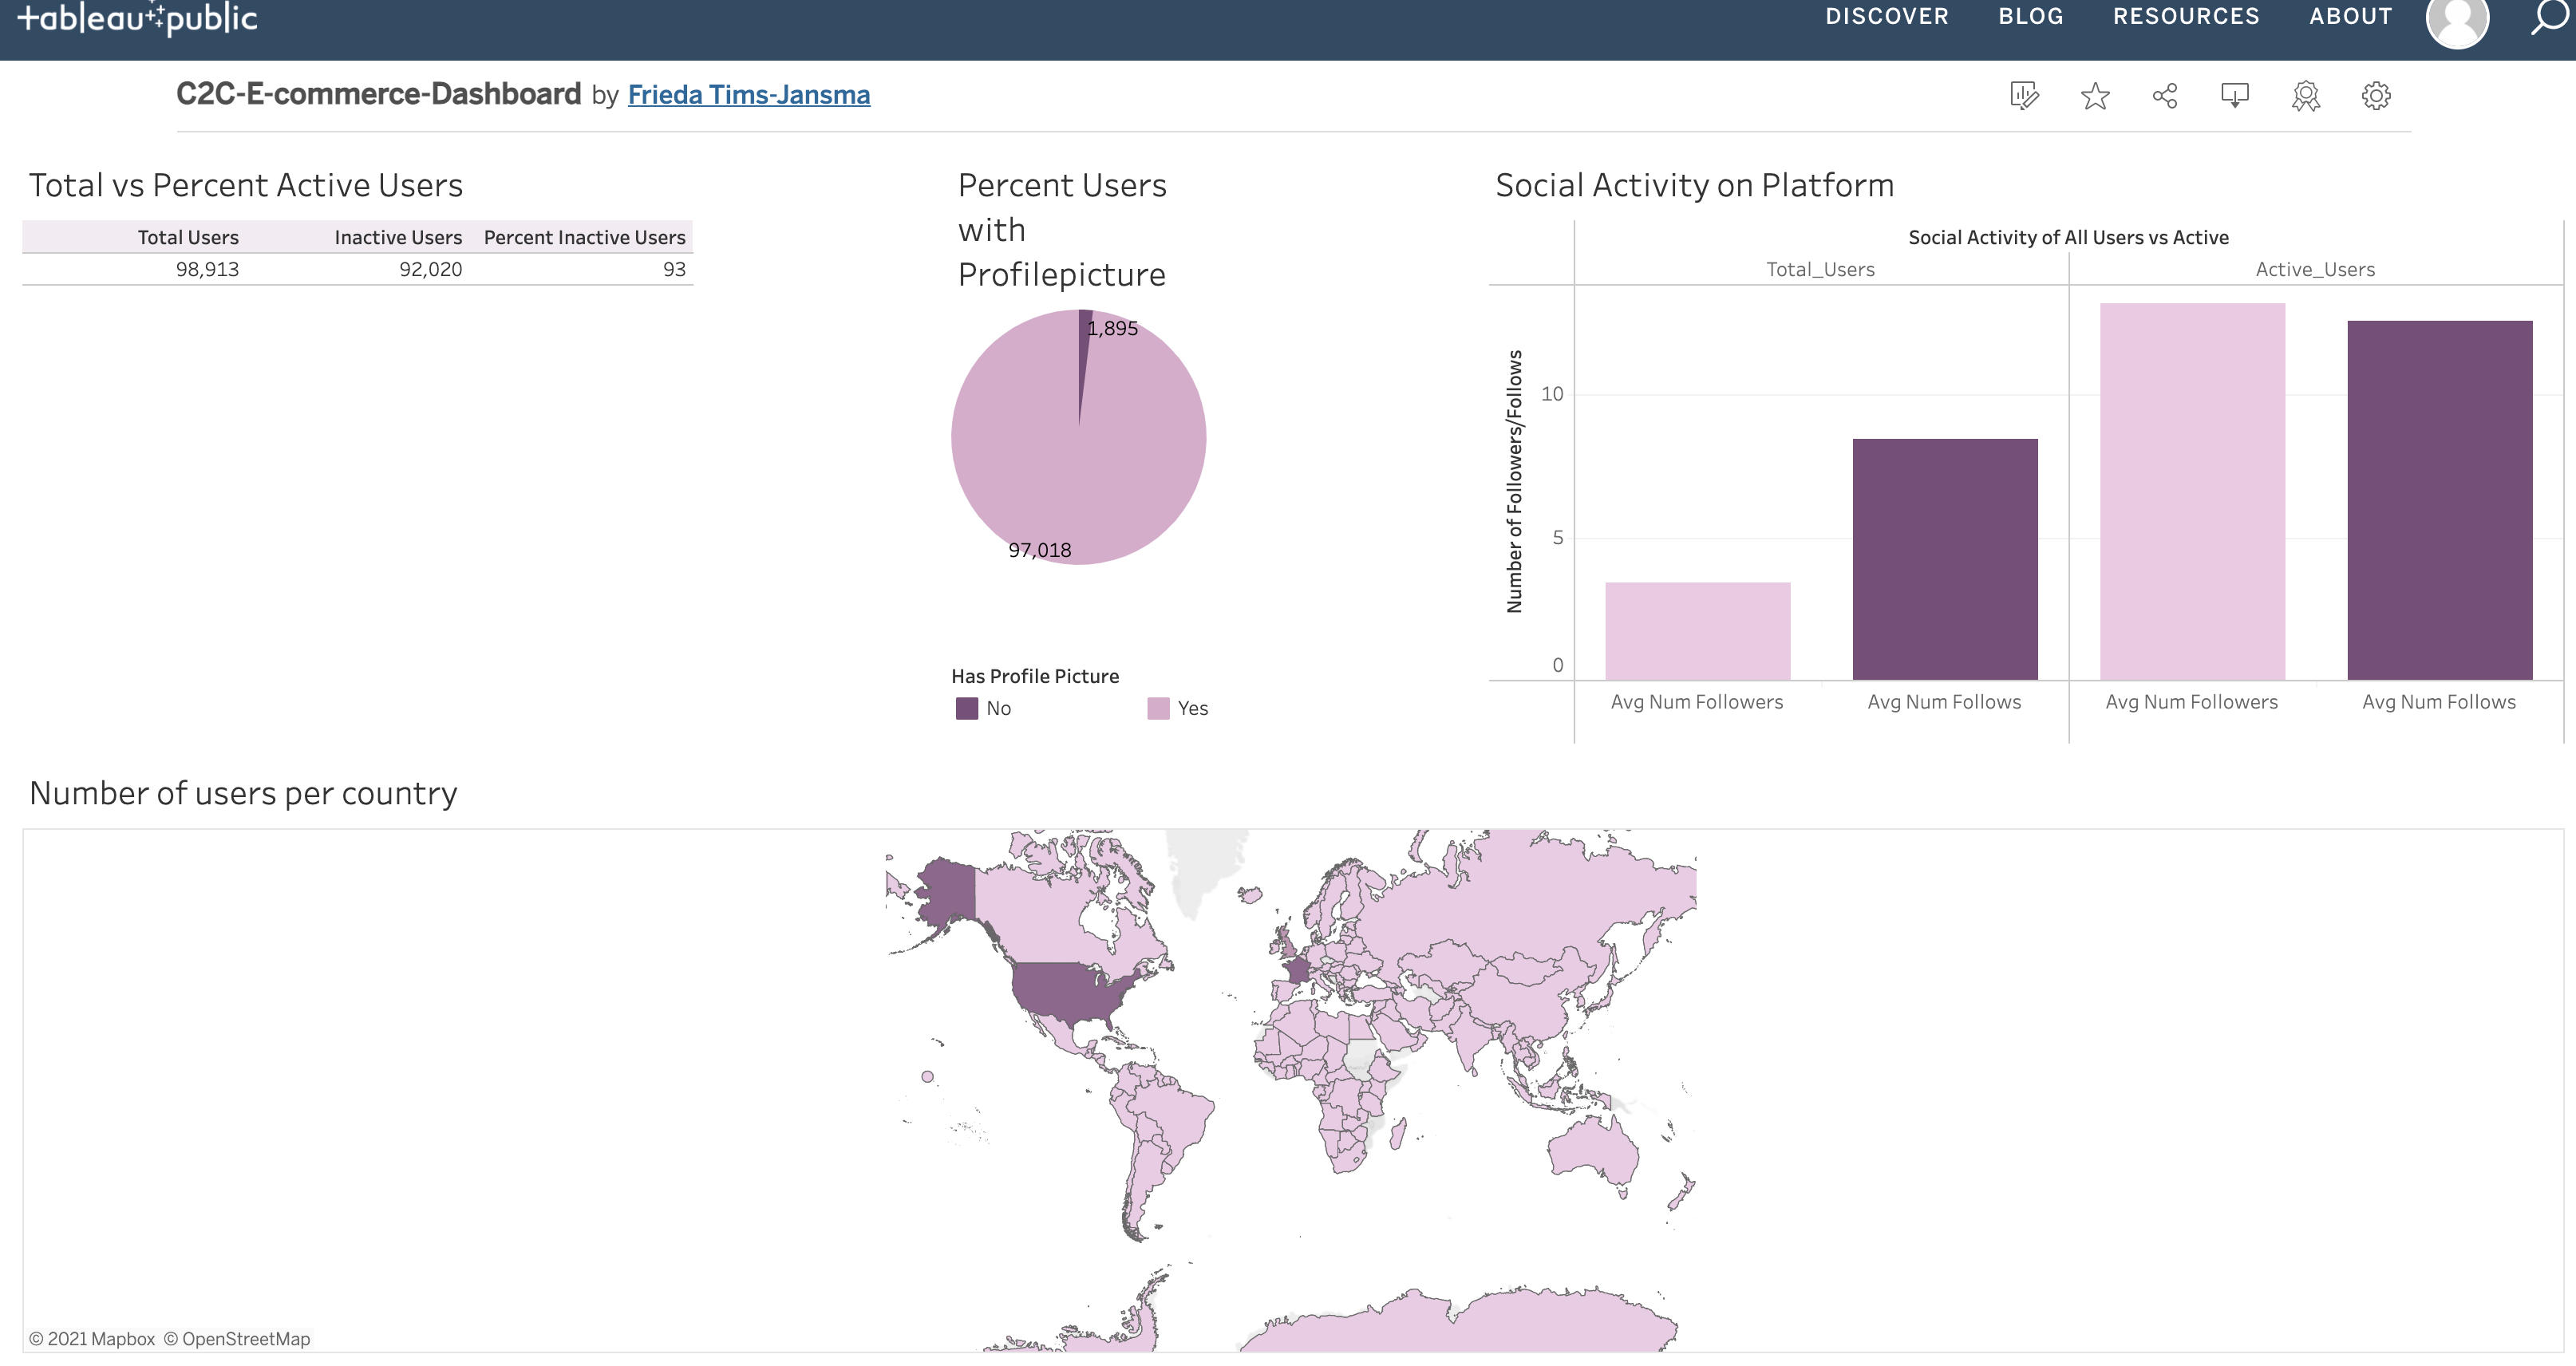 tableau public
DISCOVER BLOG RESOURCES ABOUT
C2C-E-commerce-Dashboard by Frieda Tims-Jansma
Total vs Percent Active Users
Total Users Inactive Users Percent Inactive Users
98,913 92,020 93
Percent Users
with
Profilepicture
1,895
97,018
Has Profile Picture
No Yes
Social Activity on Platform
Social Activity of All Users vs Active
Total_Users Active_Users
Number of Followers/Follows
10
5
0
Avg Num Followers Avg Num Follows Avg Num Followers Avg Num Follows
Number of users per country
© 2021 Mapbox © OpenStreetMap